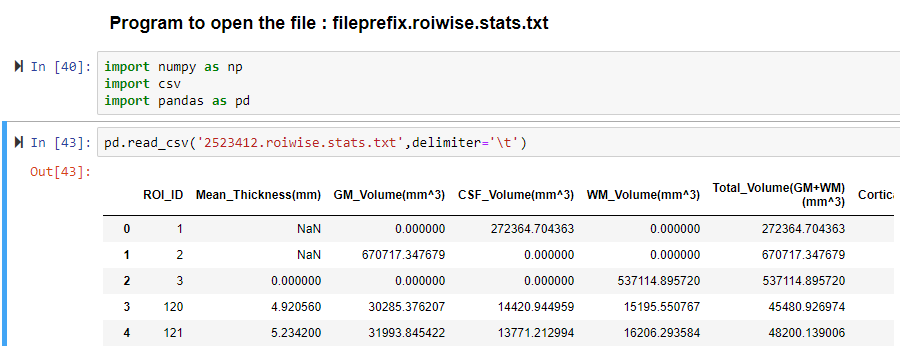 Program to open the file : fileprefix.roiwise.stats.txt
In [40]:
import numpy as np
import csv
import pandas as pd
In [43]:
pd.read_csv('2523412.roiwise.stats.txt',delimiter='\t')
Out[43]:
ROI_ID Mean_Thickness(mm) GM_Volume(mm^3) CSF_Volume(mm^3) WM_Volume(mm^3) Total_Volume(GM+WM) (mm^3) Cortic
0 1 NaN 0.000000 272364.704363 0.000000 272364.704363
1 2 NaN 670717.347679 0.000000 0.000000 670717.347679
2 3 0.000000 0.000000 0.000000 537114.895720 537114.895720
3 120 4.920560 30285.376207 14420.944959 15195.550767 45480.926974
4 121 5.234200 31993.845422 13771.212994 16206.293584 48200.139006